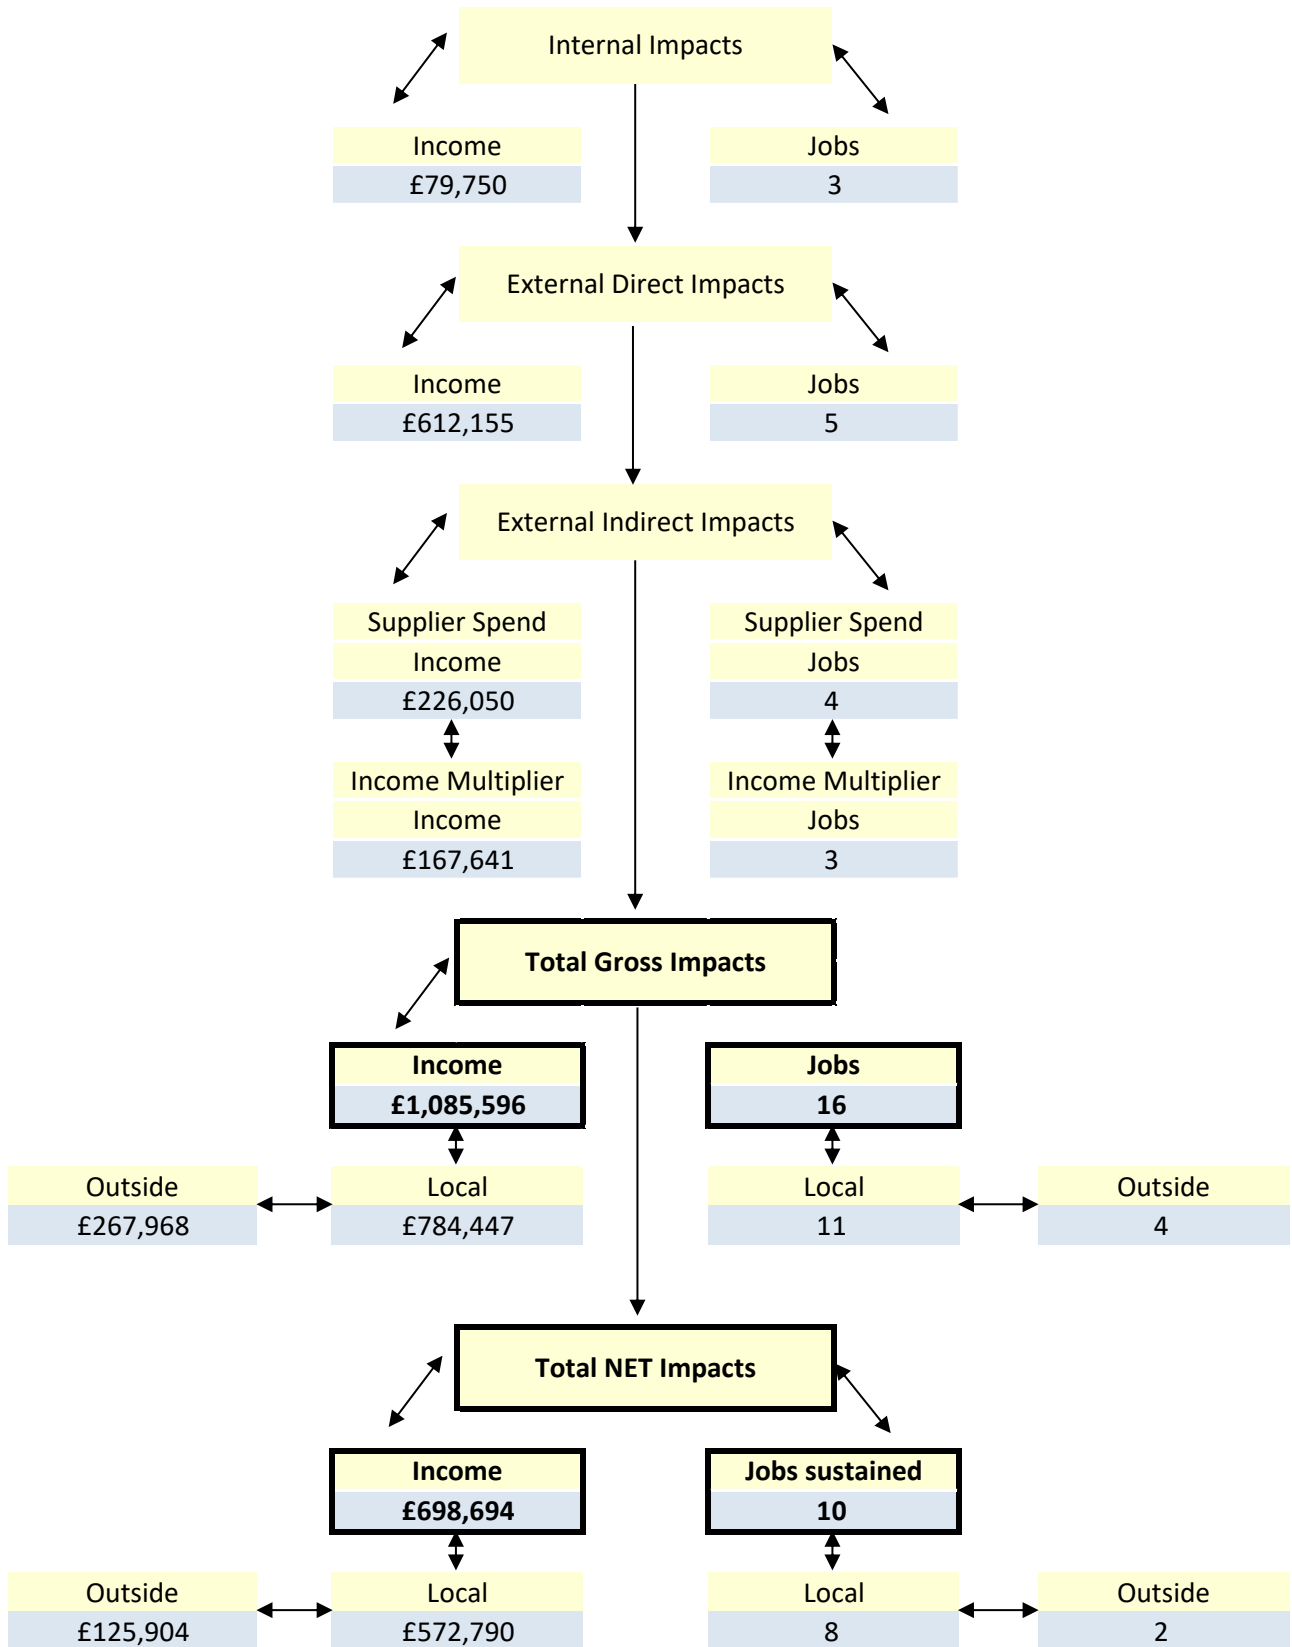 Internal Impacts
Income Jobs
£79,750 3
External Direct Impacts
Income Jobs
£612,155 5
External Indirect Impacts
Supplier Spend Supplier Spend
Income Jobs
£226,050 4
Income Multiplier Income Multiplier
Income Jobs
£167,641 3
Total Gross Impacts
Income Jobs
£1,085,596 16
Outside Local Local Outside
£267,968 £784,447 11 4
Total NET Impacts
Income Jobs sustained
£698,694 10
Outside Local Local Outside
£125,904 £572,790 8 2